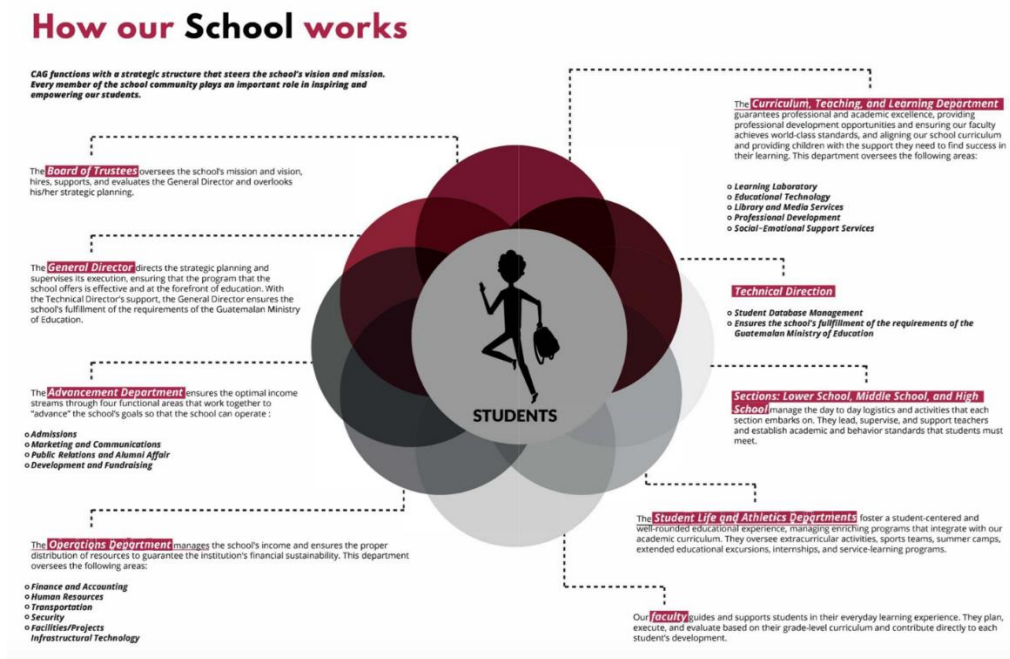 How our School works
CAG functions with a strategic structure that steers the school's vision and mission.
Every member of the school community plays an important role in inspiring and
empowering our students.
The Board of Trustees oversees the school's mission and vision,
hires, supports, and evaluates the General Director and overlooks
his/her strategic planning.
The General Director directs the strategic planning and
supervises its execution, ensuring that the program that the
school offers is effective and at the forefront of education. With
the Technical Director's support, the General Director ensures the
school's fulfillment of the requirements of the Guatemalan Ministry
of Education.
The Advancement Department ensures the optimal income
streams through four functional areas that work together to
"advance" the school's goals so that the school can operate :
Admissions
Marketing and Communications
Public Relations and Alumni Affair
Development and Fundraising
The Operations Department manages the school's income and ensures the proper
distribution of resources to guarantee the institution's financial sustainability. This department
oversees the following areas:
Finance and Accounting
Human Resources
Transportation
Security
Facilities/Projects
Infrastructural Technology
STUDENTS
The Curriculum, Teaching, and Learning Department
guarantees professional and academic excellence, providing
professional development opportunities and ensuring our faculty
achieves world-class standards, and aligning our school curriculum
and providing children with the support they need to find success in
their learning. This department oversees the following areas:
Learning Laboratory
Educational Technology
Library and Media Services
Professional Development
Social-Emotional Support Services
Technical Direction
Student Database Management
Ensures the school's fullfillment of the requirements of the
Guatemalan Ministry of Education
Sections: Lower School, Middle School, and High
School manage the day to day logistics and activities that each
section embarks on. They lead, supervise, and support teachers
and establish academic and behavior standards that students must
meet.
The Student Life and Athletics Departments foster a student-centered and
well-rounded educational experience, managing enriching programs that integrate with our
academic curriculum. They oversee extracurricular activities, sports teams, summer camps,
extended educational excursions, internships, and service-learning programs.
Our faculty guides and supports students in their everyday learning experience. They plan,
execute, and evaluate based on their grade-level curriculum and contribute directly to each
student's development.